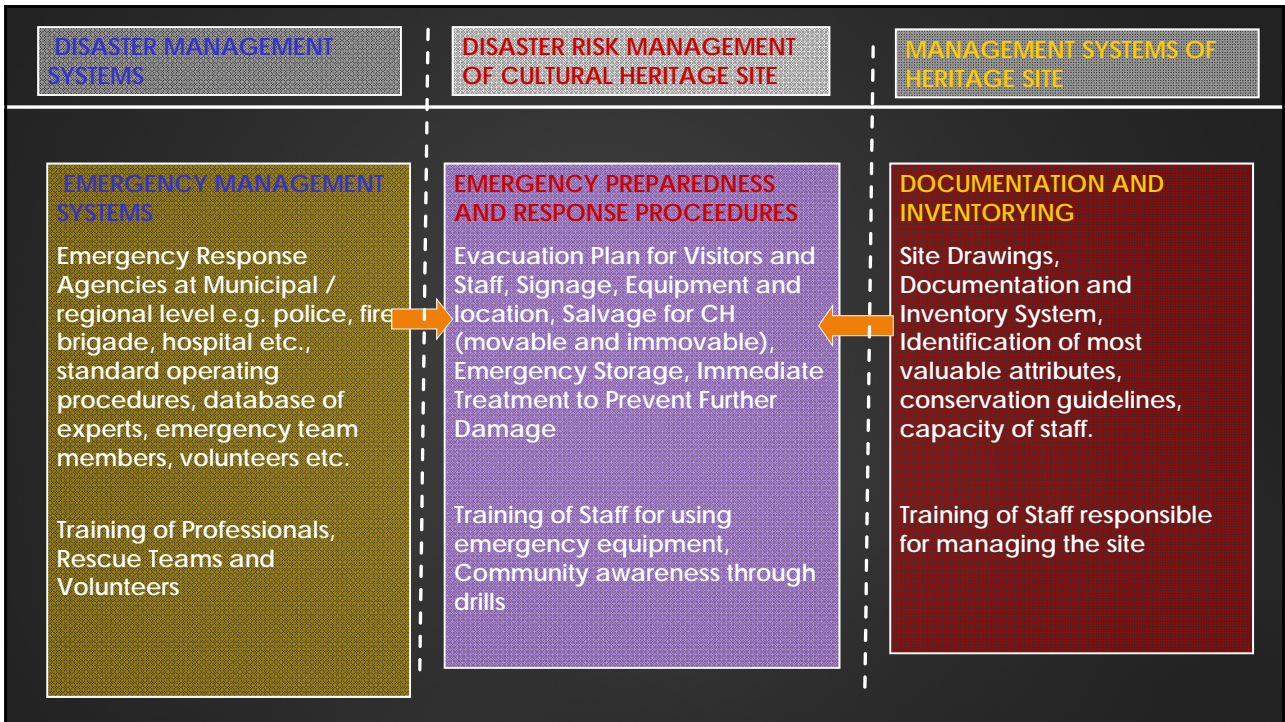 DISASTER MANAGEMENT
SYSTEMS
DISASTER RISK MANAGEMENT
OF CULTURAL HERITAGE SITE
MANAGEMENT SYSTEMS OF
HERITAGE SITE
EMERGENCY MANAGEMENT
SYSTEMS
Emergency Response
Agencies at Municipal /
regional level e.g. police, fire
brigade, hospital etc.,
standard operating
procedures, database of
experts, emergency team
members, volunteers etc.
Training of Professionals,
Rescue Teams and
Volunteers
EMERGENCY PREPAREDNESS
AND RESPONSE PROCEEDURES
Evacuation Plan for Visitors and
Staff, Signage, Equipment and
location, Salvage for CH
(movable and immovable),
Emergency Storage, Immediate
Treatment to Prevent Further
Damage
Training of Staff for using
emergency equipment,
Community awareness through
drills
DOCUMENTATION AND
INVENTORYING
Site Drawings,
Documentation and
Inventory System,
Identification of most
valuable attributes,
conservation guidelines,
capacity of staff.
Training of Staff responsible
for managing the site